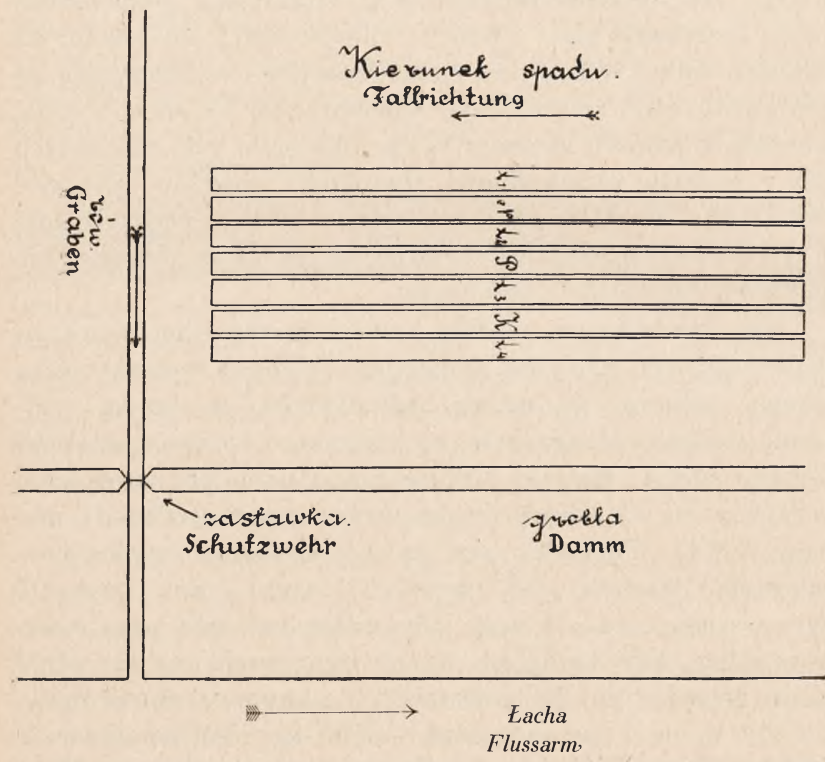 Kierunek spadu.
Fallrichtung
rów.
Graben
P
K
zastawka.
Schutzwehr
grobla
Damm
Łacha
Flussarm